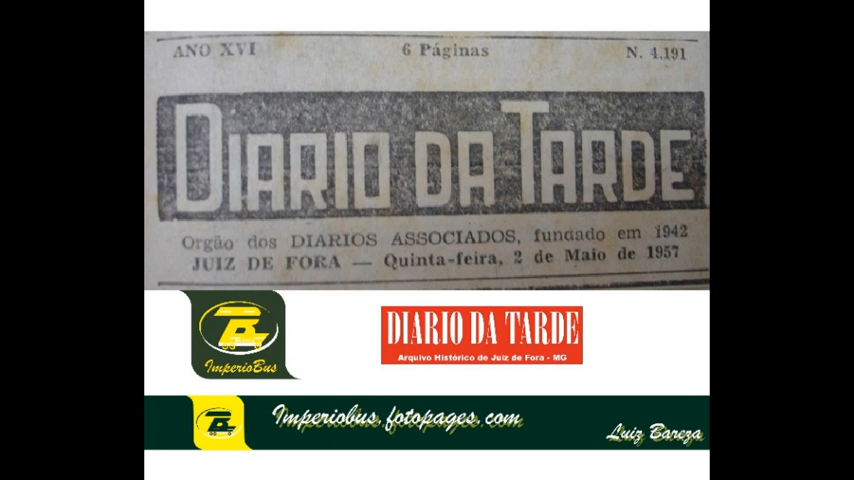 ANO XVI 6 Páginas N. 4.191
DIARIO DA TARDE
Orgão dos DIARIOS ASSOCIADOS, fundado em 1942
JUIZ DE FORA — Quinta-feira, 2 de Maio de 1957
ImperioBus
DIARIO DA TARDE
Arquivo Histórico de Juiz de Fora - MG
Imperiobus.fotopages.com
Luiz Bareza